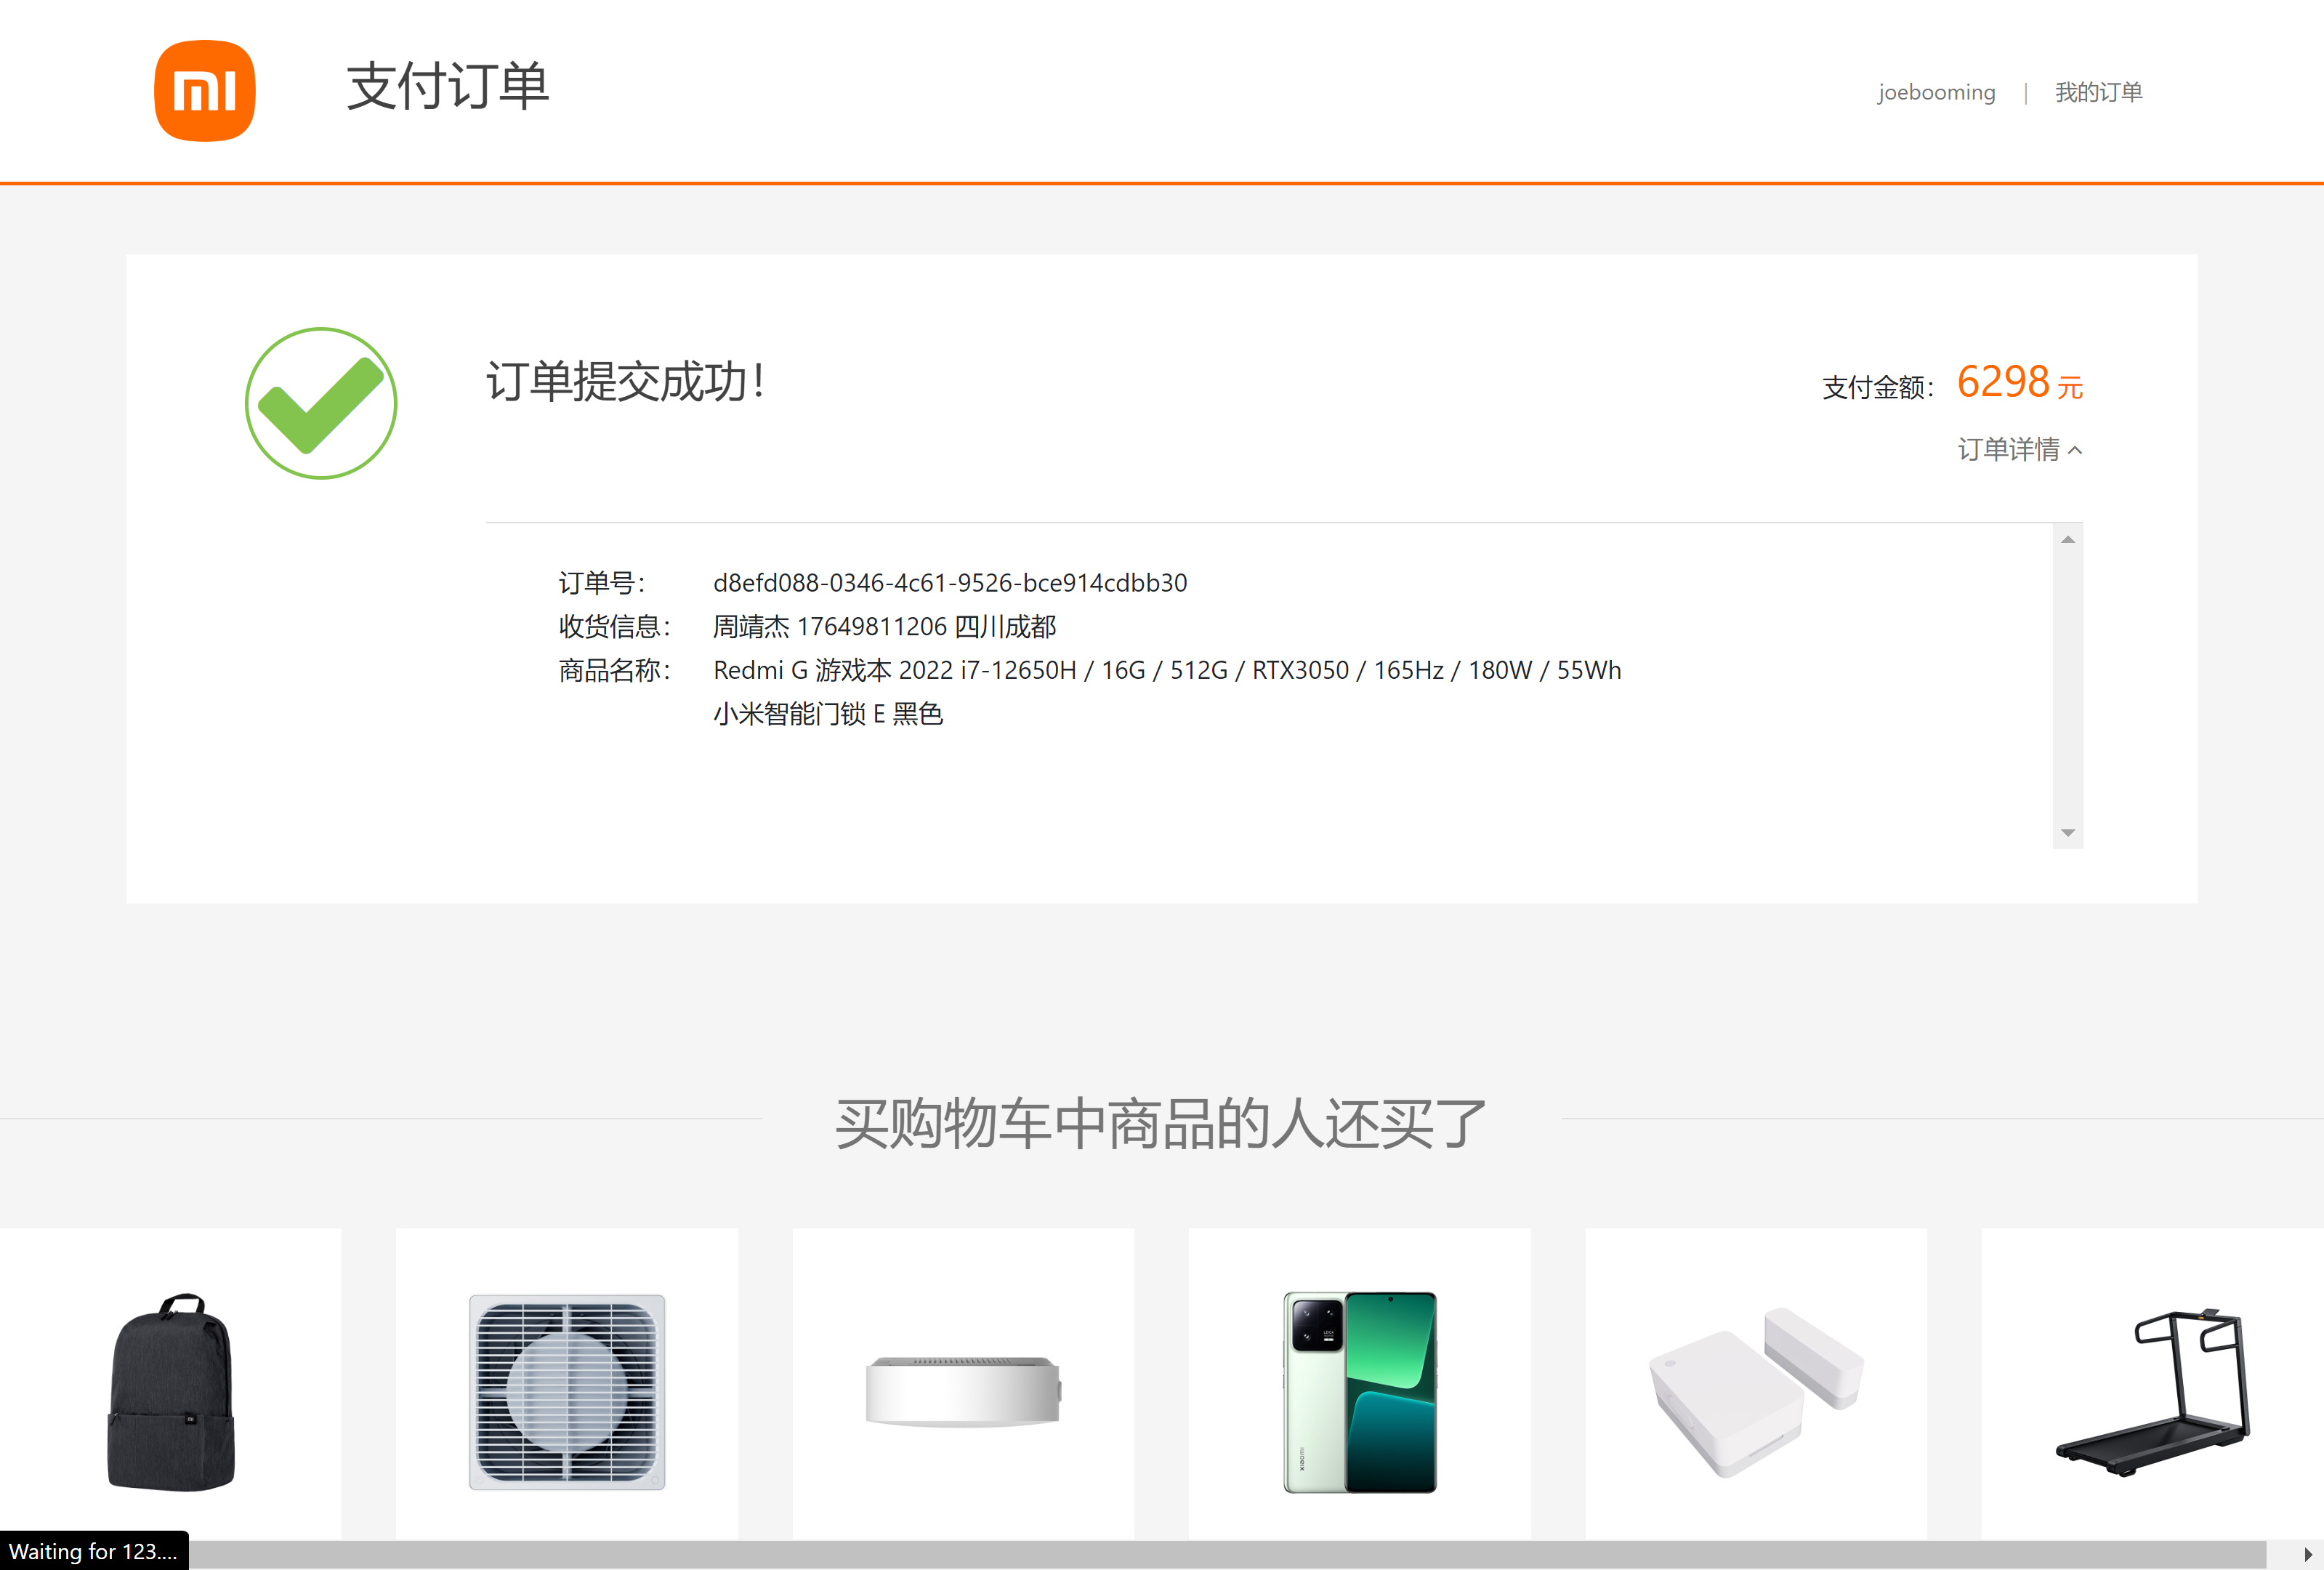 mi
支付订单
joebooming | 我的订单
订单提交成功！
支付金额： 6298 元
订单详情
订单号： d8efd088-0346-4c61-9526-bce914cdbb30
收货信息： 周靖杰 17649811206 四川成都
商品名称： Redmi G 游戏本 2022 i7-12650H / 16G / 512G / RTX3050 / 165Hz / 180W / 55Wh
小米智能门锁 E 黑色
买购物车中商品的人还买了
xiaomi
Waiting for 123....